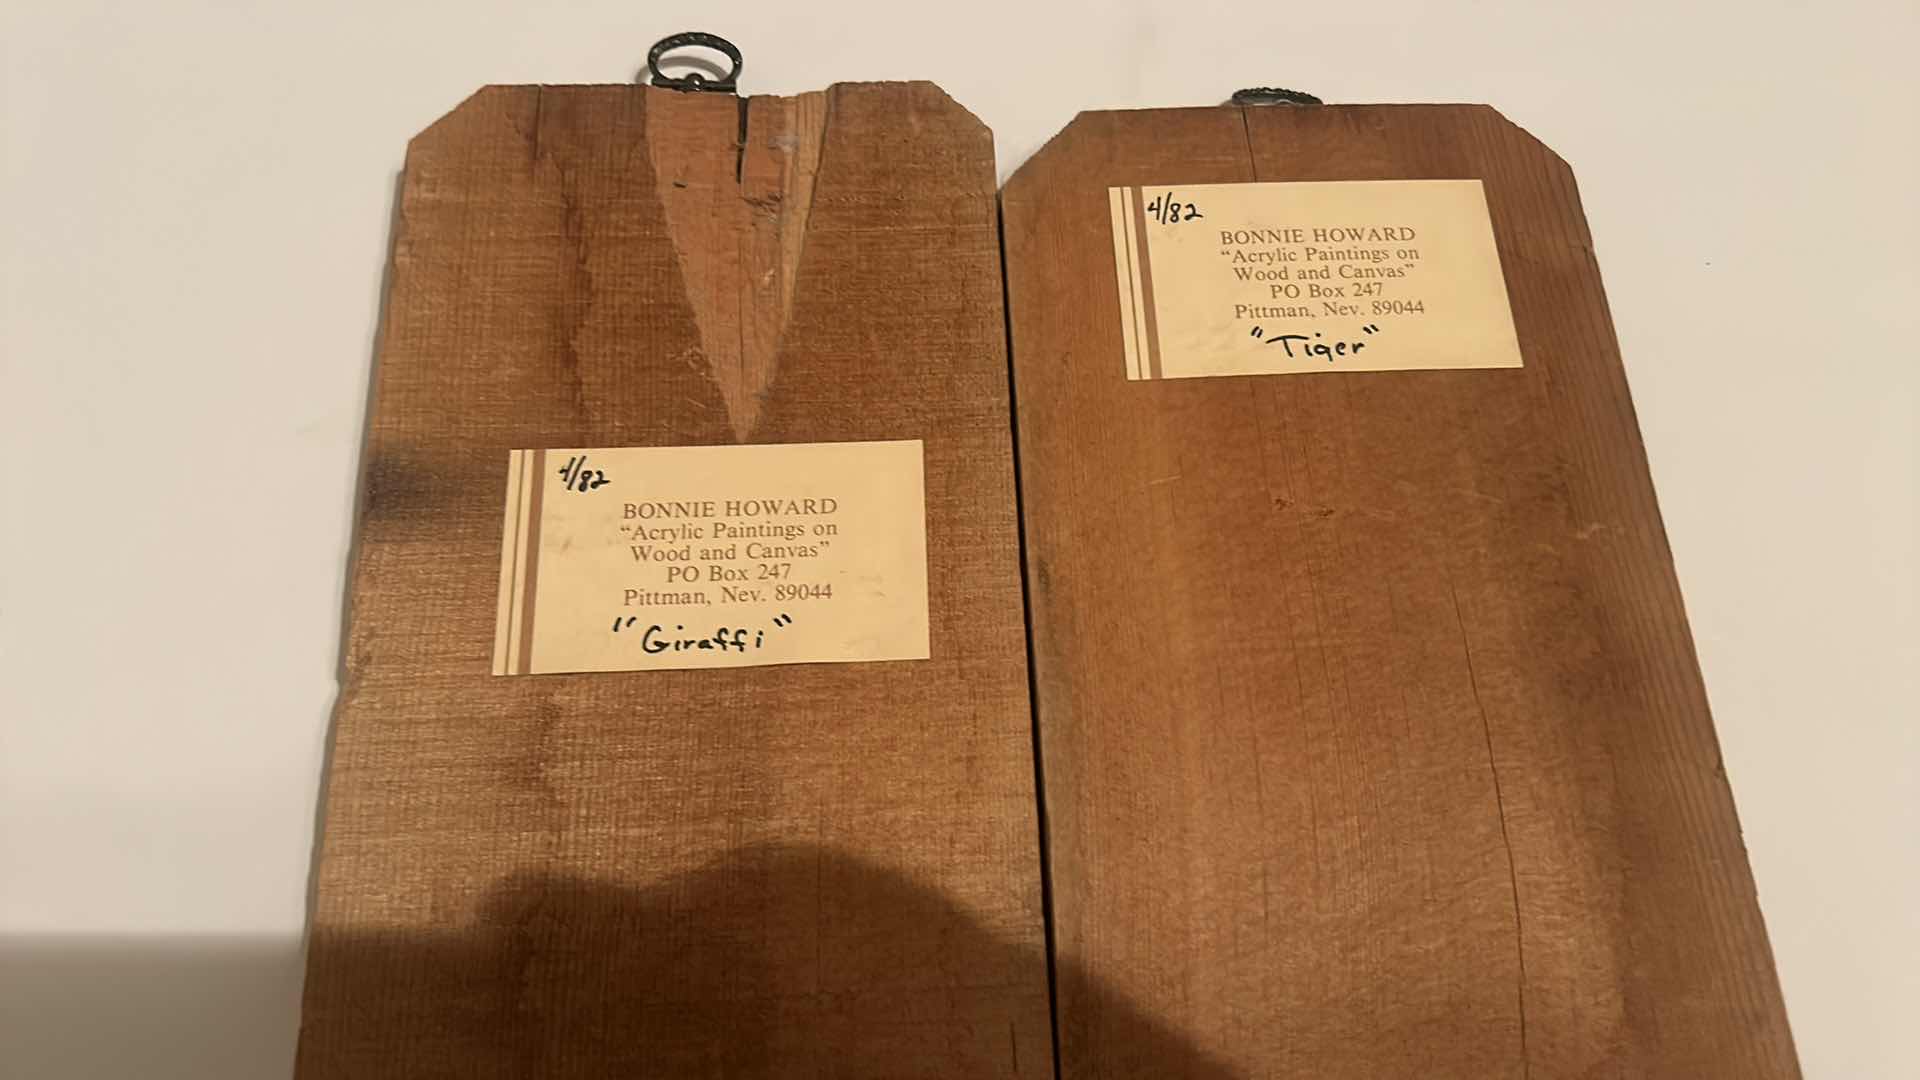 4/82
BONNIE HOWARD
“Acrylic Paintings on
Wood and Canvas”
PO Box 247
Pittman, Nev. 89044
"Giraffi"
4/82
BONNIE HOWARD
“Acrylic Paintings on
Wood and Canvas”
PO Box 247
Pittman, Nev. 89044
"Tiger"